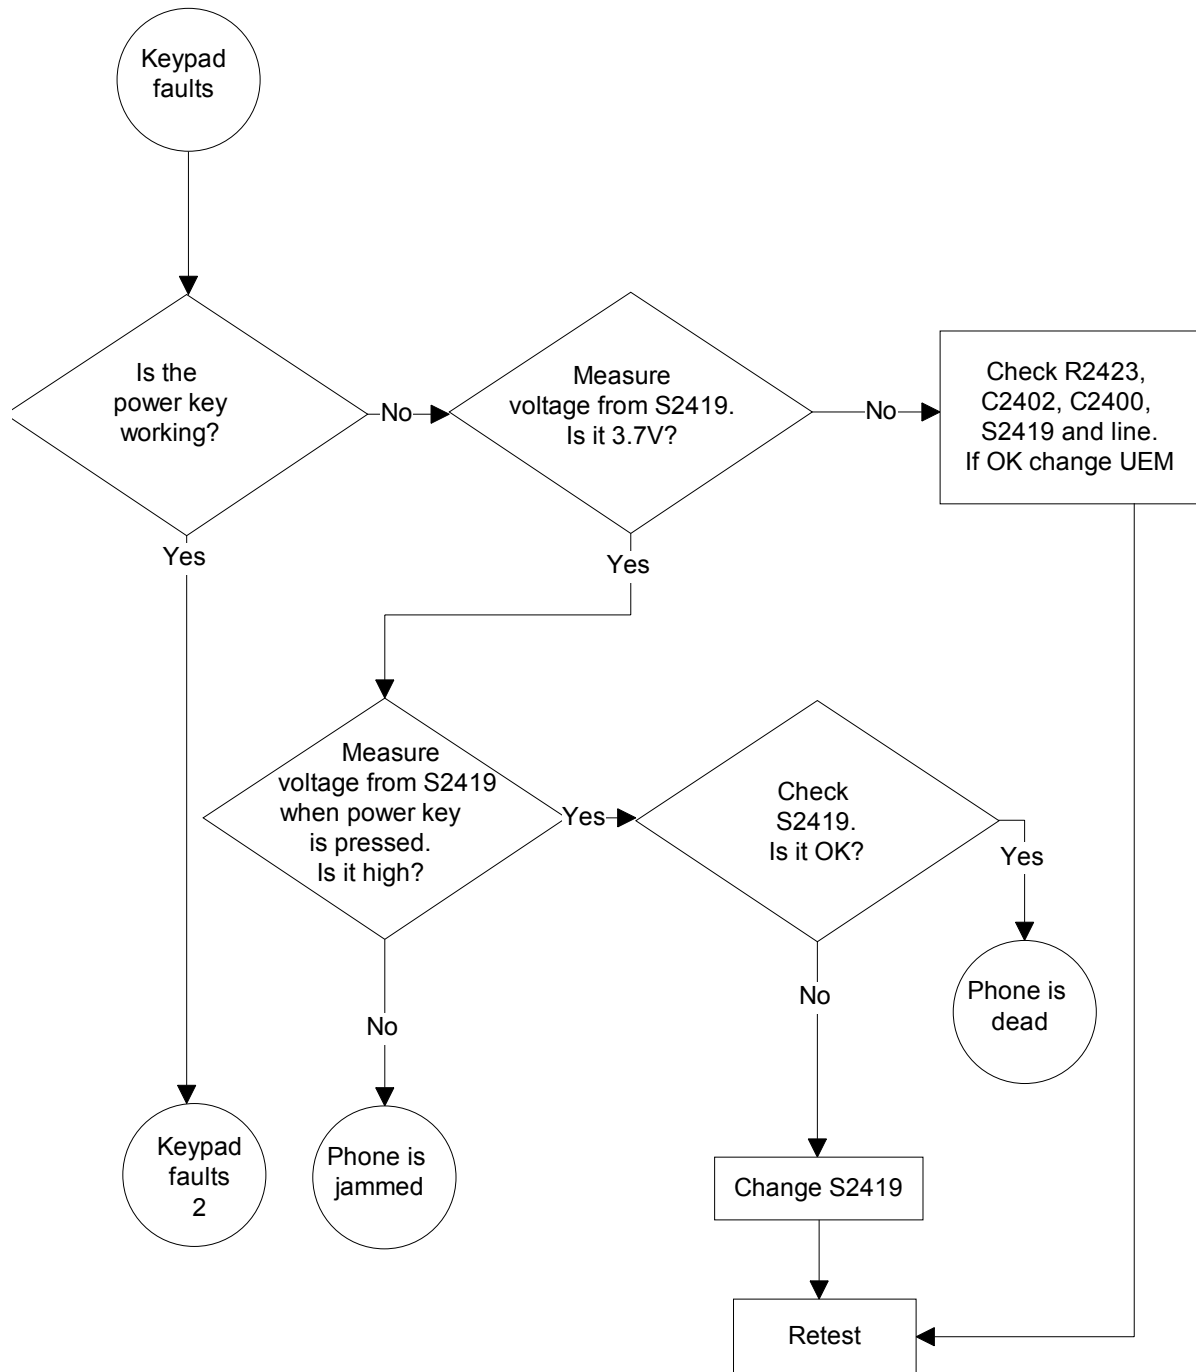 Keypad
faults
Is the
power key
working?
No
Measure
voltage from S2419.
Is it 3.7V?
No
Check R2423,
C2402, C2400,
S2419 and line.
If OK change UEM
Yes
Yes
Measure
voltage from S2419
when power key
is pressed.
Is it high?
Yes
Check
S2419.
Is it OK?
Yes
No
No
Phone is
dead
Keypad
faults
2
Phone is
jammed
Change S2419
Retest